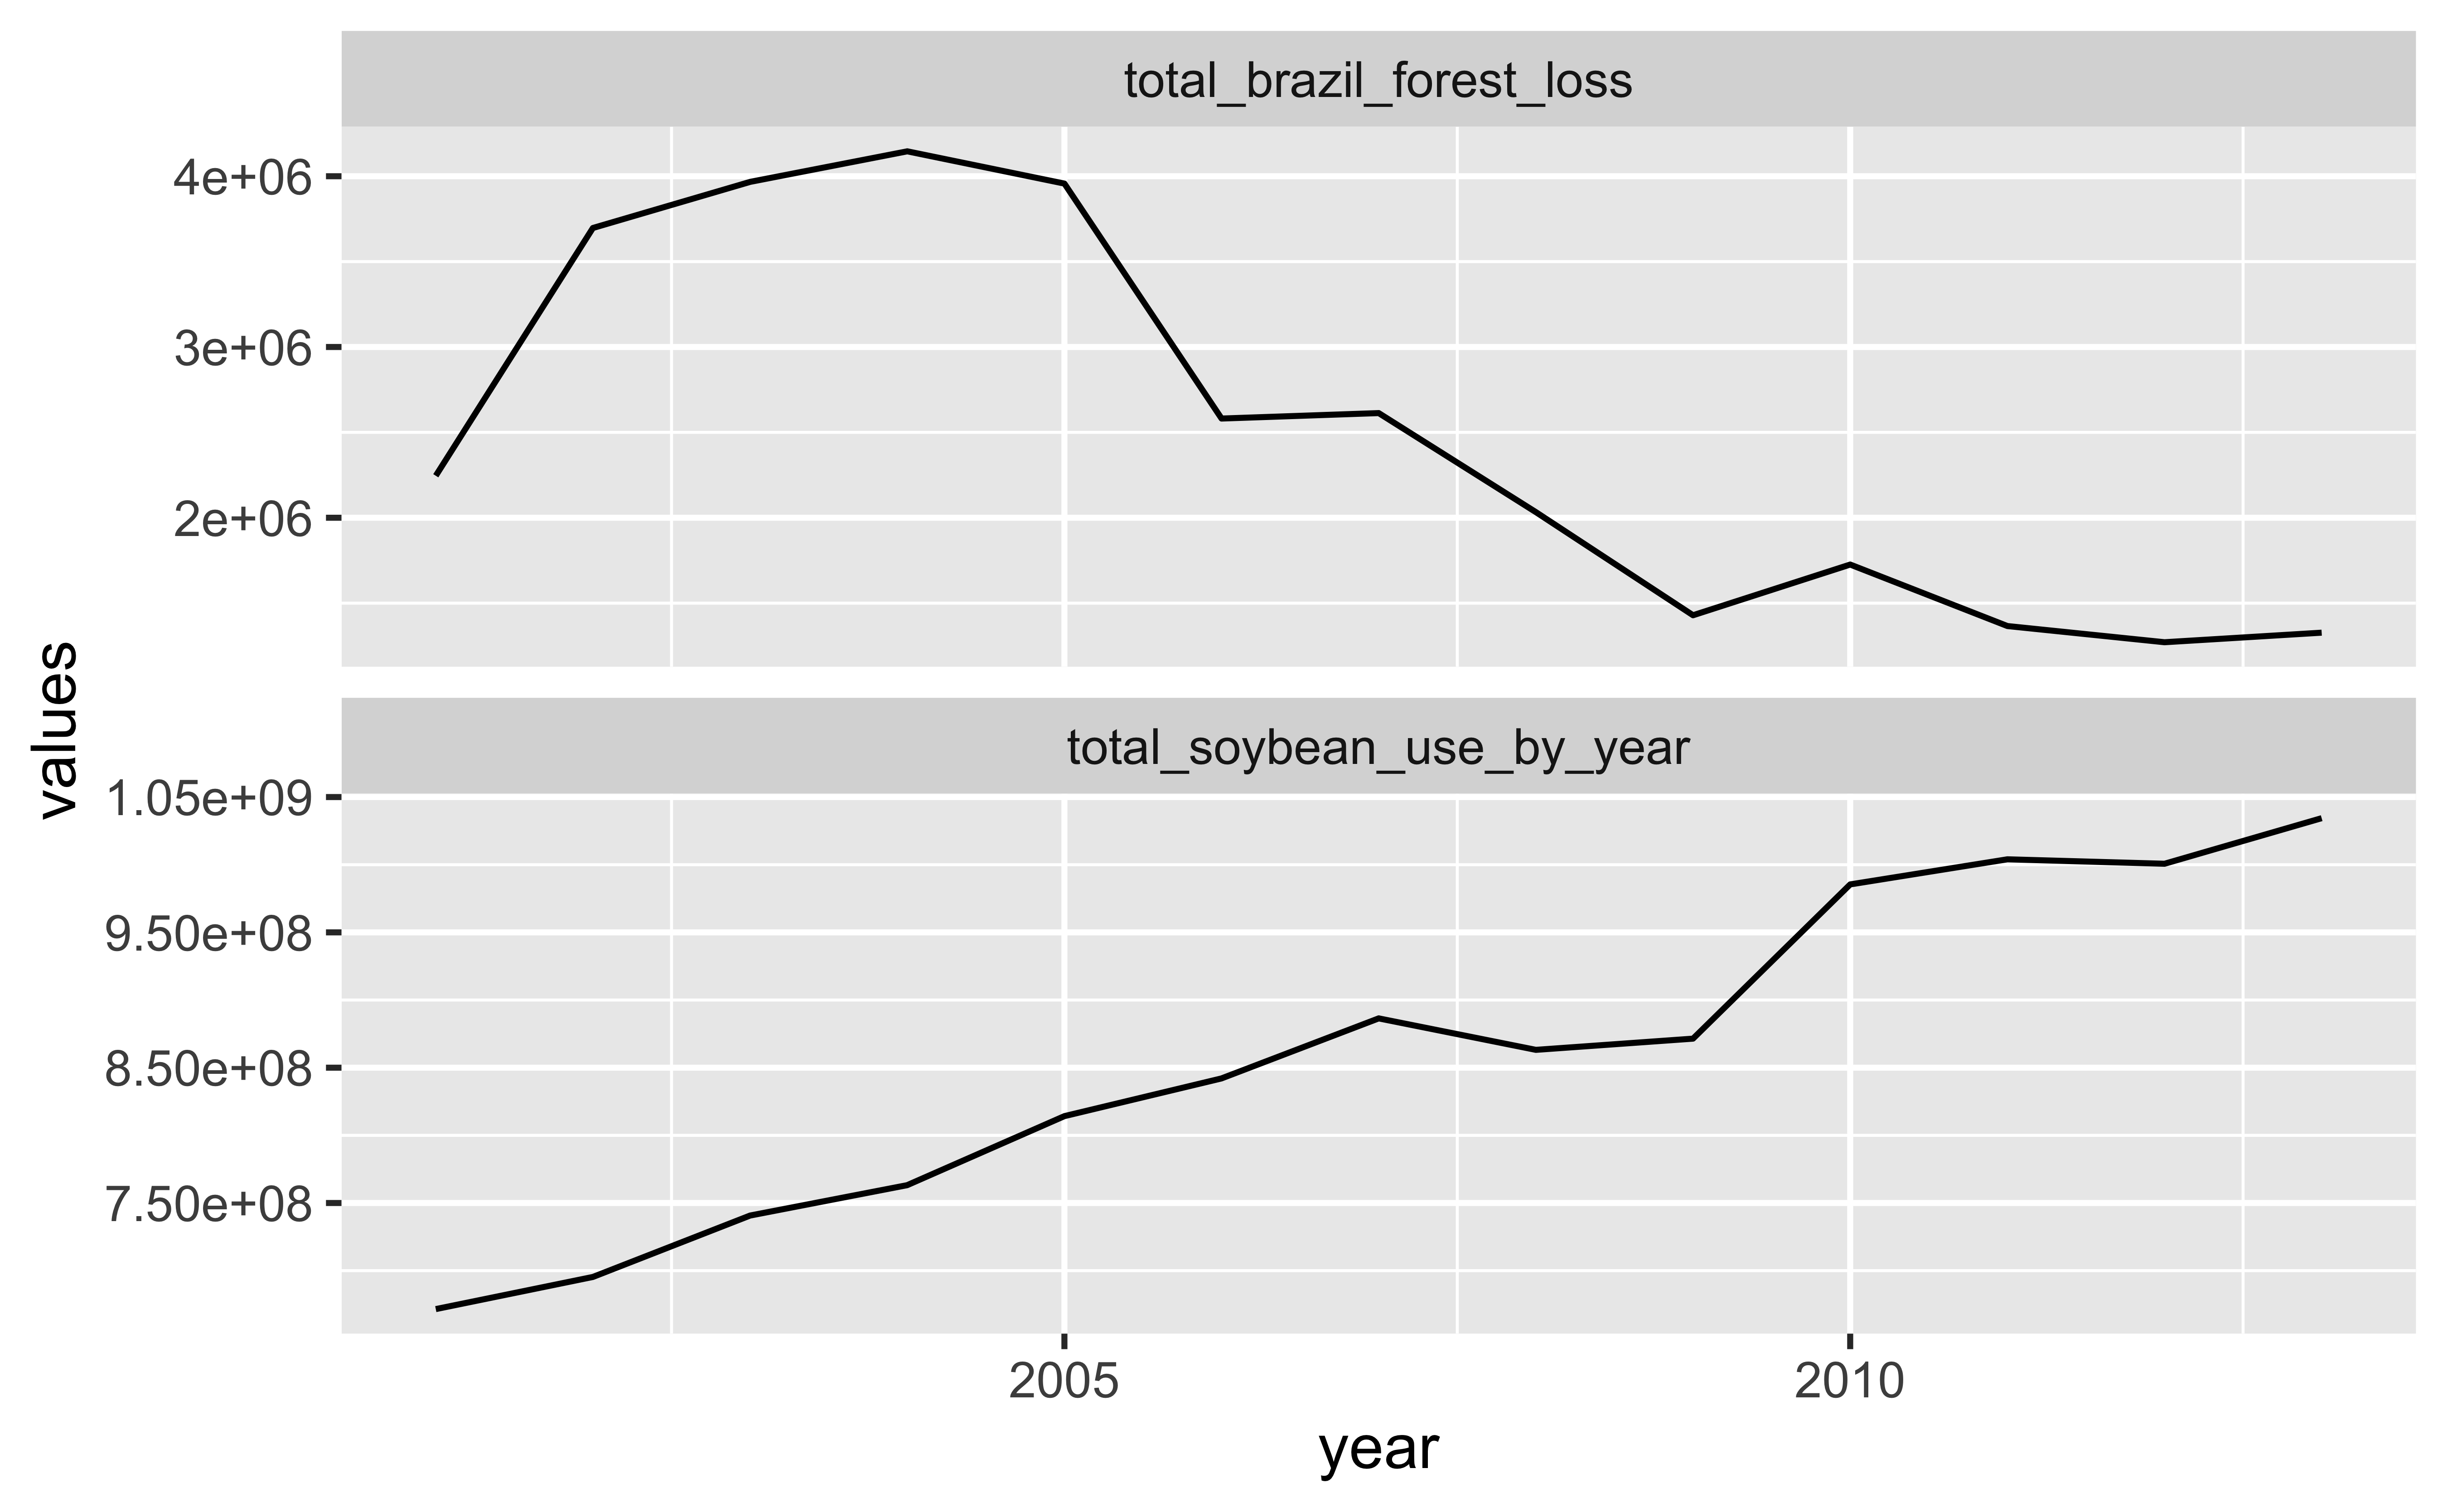 total_brazil_forest_loss
4e+06
3e+06
2e+06
values
total_soybean_use_by_year
1.05e+09
9.50e+08
8.50e+08
7.50e+08
2005 2010
year